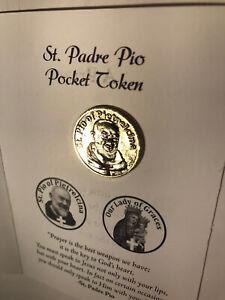 St. Padre Pio
Pocket Token
St. Pio of Pietrelcina
St. Pio of Pietrelcina
Our Lady of Graces
"Prayer is the best weapon we have;
it is the key to God's heart.
You must speak to Jesus not only with your lips,
but with your heart. In fact on certain occasions
you should only speak to Him with your
-St. Padre Pio